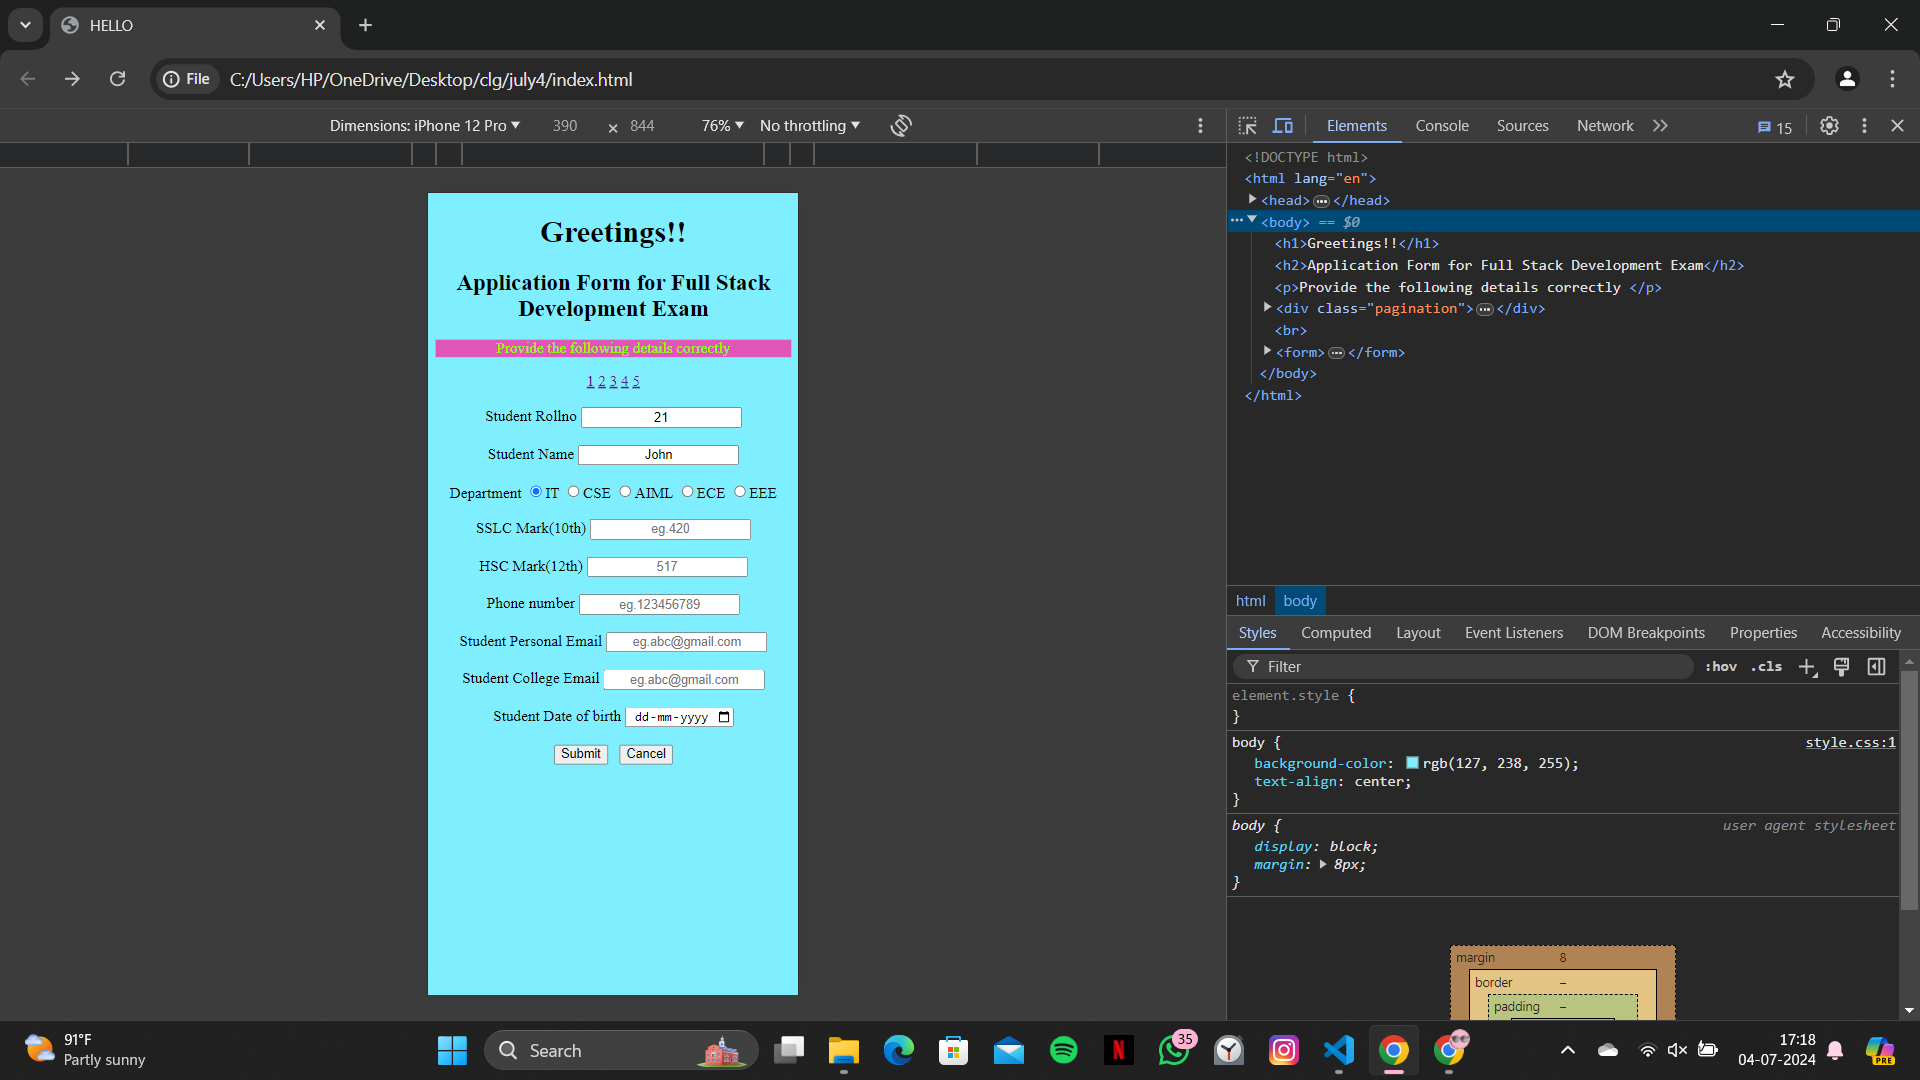 HELLO
File C:/Users/HP/OneDrive/Desktop/clg/july4/index.html
Dimensions: iPhone 12 Pro 390 × 844 76% No throttling
Elements Console Sources Network 15
Greetings!!
Application Form for Full Stack
Development Exam
Provide the following details correctly
1 2 3 4 5
Student Rollno 21
Student Name John
Department IT CSE AIML ECE EEE
SSLC Mark(10th) eg.420
HSC Mark(12th) 517
Phone number eg.123456789
Student Personal Email eg.abc@gmail.com
Student College Email eg.abc@gmail.com
Student Date of birth dd-mm-yyyy
Submit Cancel
<!DOCTYPE html>
<html lang="en">
<head> … </head>
… <body> == $0
<h1>Greetings!!</h1>
<h2>Application Form for Full Stack Development Exam</h2>
<p>Provide the following details correctly </p>
<div class="pagination"> … </div>
<br>
<form> … </form>
</body>
</html>
html body
Styles Computed Layout Event Listeners DOM Breakpoints Properties Accessibility
Filter :hov .cls
element.style {
}
body { style.css:1
background-color: rgb(127, 238, 255);
text-align: center;
}
body { user agent stylesheet
display: block;
margin: 8px;
}
margin 8
border –
padding –
91°F
Partly sunny
Search
N
35
PRE
17:18
04-07-2024